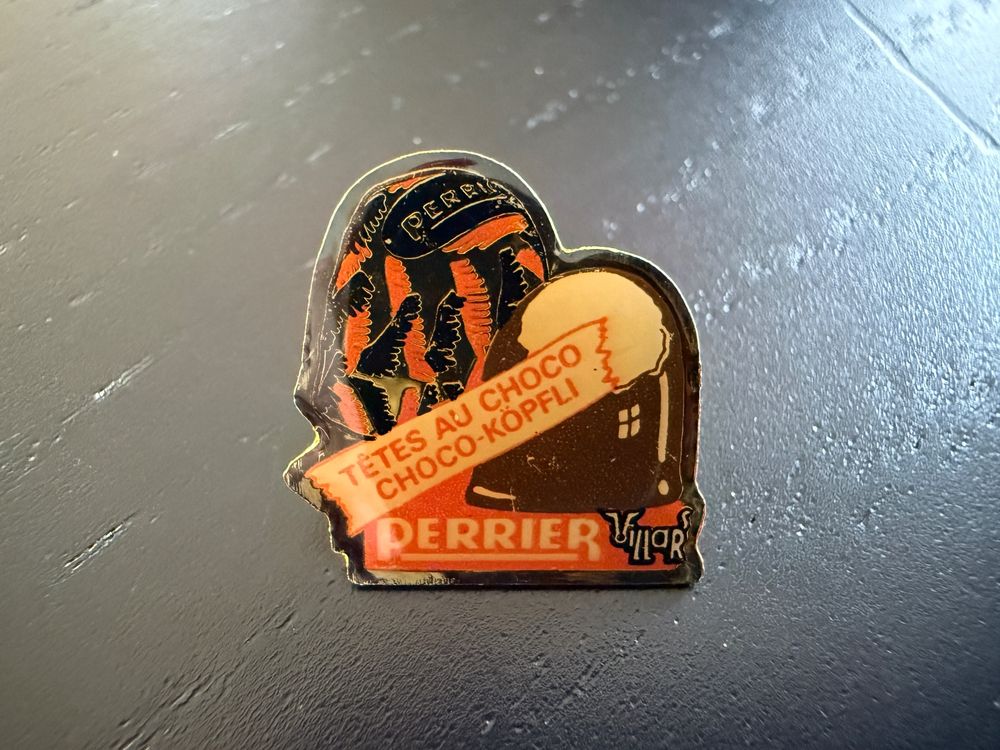 PERRIER
TÊTES AU CHOCO
CHOCO-KÖPFLI
PERRIER
VillaRS